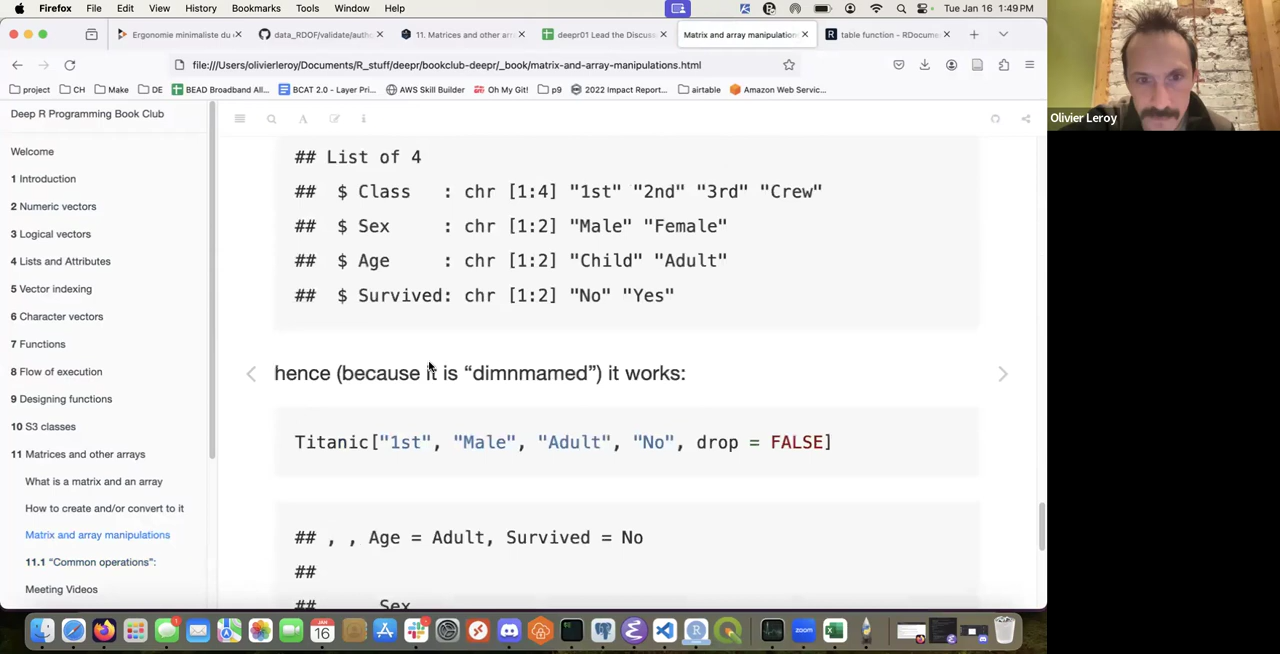 Firefox File Edit View History Bookmarks Tools Window Help Tue Jan 16 1:49 PM
Ergonomie minimaliste du c data_RDOF/validate/autho 11. Matrices and other arr deepr01 Lead the Discuss Matrix and array manipulation table function - RDocumen
file:///Users/olivierleroy/Documents/R_stuff/deepr/bookclub-deepr/_book/matrix-and-array-manipulations.html
project CH Make DE BEAD Broadband All... BCAT 2.0 - Layer Pri... AWS Skill Builder Oh My Git! p9 2022 Impact Report... airtable Amazon Web Servic...
Deep R Programming Book Club
Welcome
1 Introduction
2 Numeric vectors
3 Logical vectors
4 Lists and Attributes
5 Vector indexing
6 Character vectors
7 Functions
8 Flow of execution
9 Designing functions
10 S3 classes
11 Matrices and other arrays
What is a matrix and an array
How to create and/or convert to it
Matrix and array manipulations
11.1 “Common operations”:
Meeting Videos
## List of 4
##  $ Class   : chr [1:4] "1st" "2nd" "3rd" "Crew"
##  $ Sex     : chr [1:2] "Male" "Female"
##  $ Age     : chr [1:2] "Child" "Adult"
##  $ Survived: chr [1:2] "No" "Yes"
hence (because it is “dimnmamed”) it works:
Titanic["1st", "Male", "Adult", "No", drop = FALSE]
## , , Age = Adult, Survived = No
##
##       Sex
Olivier Leroy
JAN
16
zoom